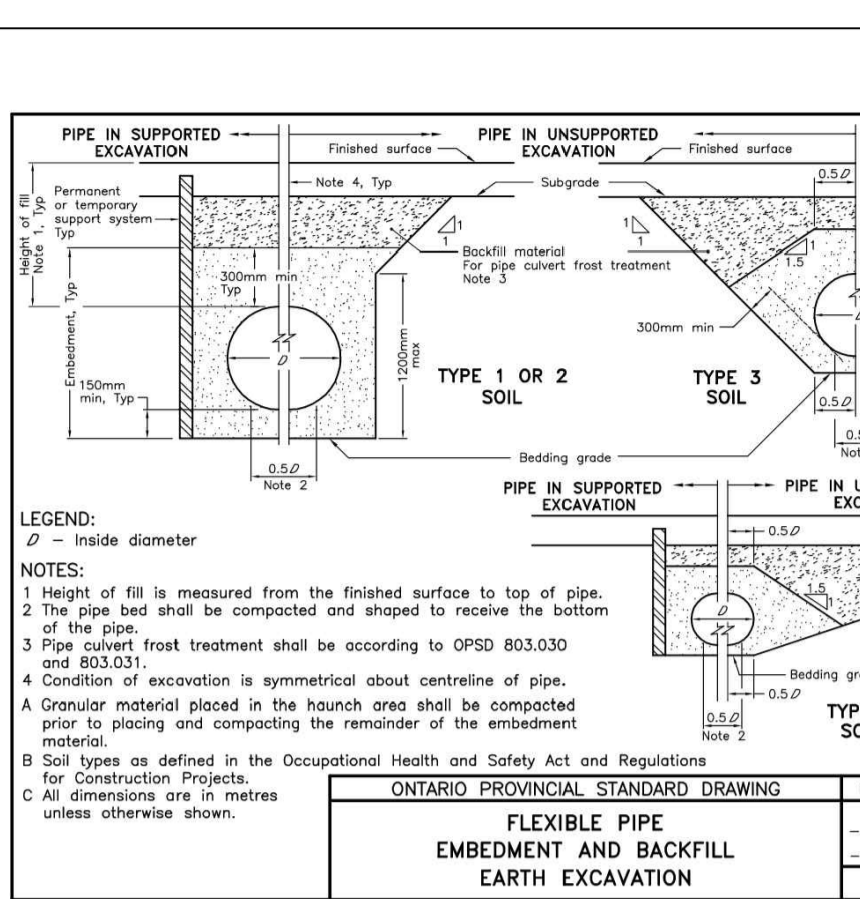 PIPE IN SUPPORTED
EXCAVATION
PIPE IN UNSUPPORTED
EXCAVATION
Finished surface
Finished surface
Height of fill
Note 1, Typ
Permanent
or temporary
support system
Typ
Note 4, Typ
Subgrade
0.5D
1
1
1
1
1
1.5
Backfill material
For pipe culvert frost treatment
Note 3
300mm min
Typ
Embedment, Typ
300mm min
D
1200mm
max
TYPE 1 OR 2
SOIL
TYPE 3
SOIL
150mm
min, Typ
0.5D
Bedding grade
0.5D
Note 2
PIPE IN SUPPORTED
EXCAVATION
PIPE IN
0.5D
LEGEND:
D – Inside diameter
NOTES:
1 Height of fill is measured from the finished surface to top of pipe.
2 The pipe bed shall be compacted and shaped to receive the bottom
of the pipe.
3 Pipe culvert frost treatment shall be according to OPSD 803.030
and 803.031.
4 Condition of excavation is symmetrical about centreline of pipe.
A Granular material placed in the haunch area shall be compacted
prior to placing and compacting the remainder of the embedment
material.
B Soil types as defined in the Occupational Health and Safety Act and Regulations
for Construction Projects.
C All dimensions are in metres
unless otherwise shown.
1.5
1
D
Bedding
0.5D
0.5D
Note 2
ONTARIO PROVINCIAL STANDARD DRAWING
FLEXIBLE PIPE
EMBEDMENT AND BACKFILL
EARTH EXCAVATION